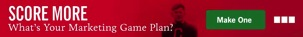 SCORE MORE
What's Your Marketing Game Plan?
Make One